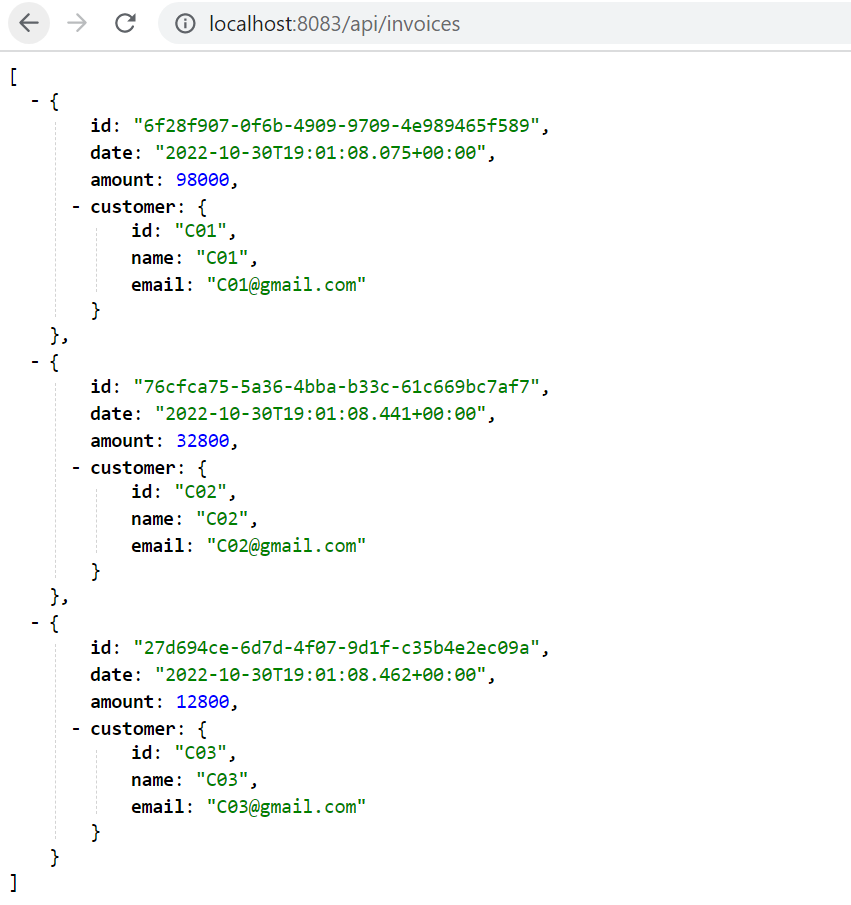 localhost:8083/api/invoices
[
- {
id: "6f28f907-0f6b-4909-9709-4e989465f589",
date: "2022-10-30T19:01:08.075+00:00",
amount: 98000,
- customer: {
id: "C01",
name: "C01",
email: "C01@gmail.com"
}
},
- {
id: "76cfca75-5a36-4bba-b33c-61c669bc7af7",
date: "2022-10-30T19:01:08.441+00:00",
amount: 32800,
- customer: {
id: "C02",
name: "C02",
email: "C02@gmail.com"
}
},
- {
id: "27d694ce-6d7d-4f07-9d1f-c35b4e2ec09a",
date: "2022-10-30T19:01:08.462+00:00",
amount: 12800,
- customer: {
id: "C03",
name: "C03",
email: "C03@gmail.com"
}
}
]